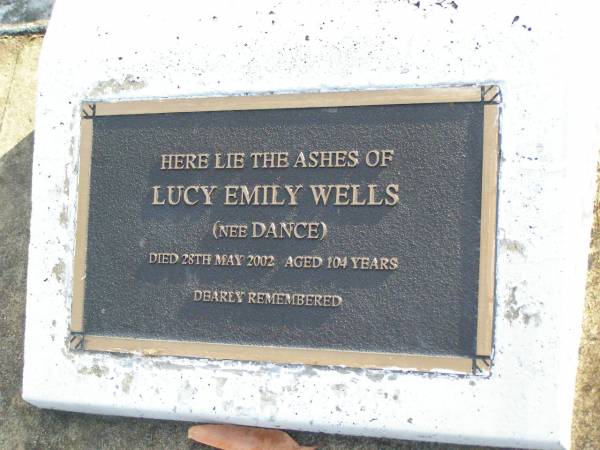 HERE LIE THE ASHES OF
LUCY EMILY WELLS
(NEE DANCE)
DIED 28TH MAY 2002 AGED 104 YEARS
DEARLY REMEMBERED